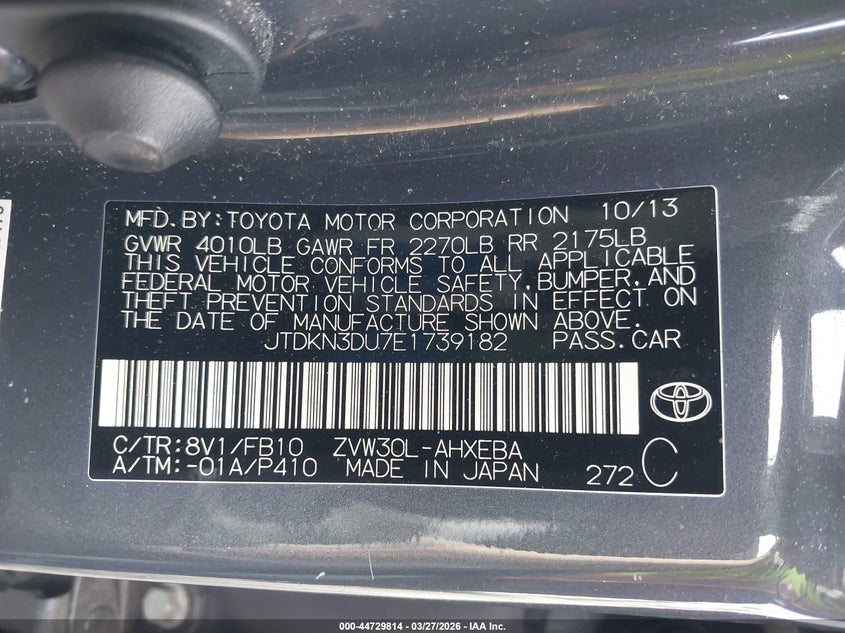 MFD.BY:TOYOTA MOTOR CORPORATION 10/13
GVWR 4010LB GAWR FR 2270LB RR 2175LB
THIS VEHICLE CONFORMS TO ALL APPLICABLE
FEDERAL MOTOR VEHICLE SAFETY,BUMPER,AND
THEFT PREVENTION STANDARDS IN EFFECT ON
THE DATE OF MANUFACTURE SHOWN ABOVE.
JTDKN3DU7E1739182 PASS.CAR
C/TR:8V1/FB10 ZVW30L-AHXEBA
A/TM:-01A/P410 MADE IN JAPAN 272 C
000-44729814 — 03/27/2026 — IAA Inc.